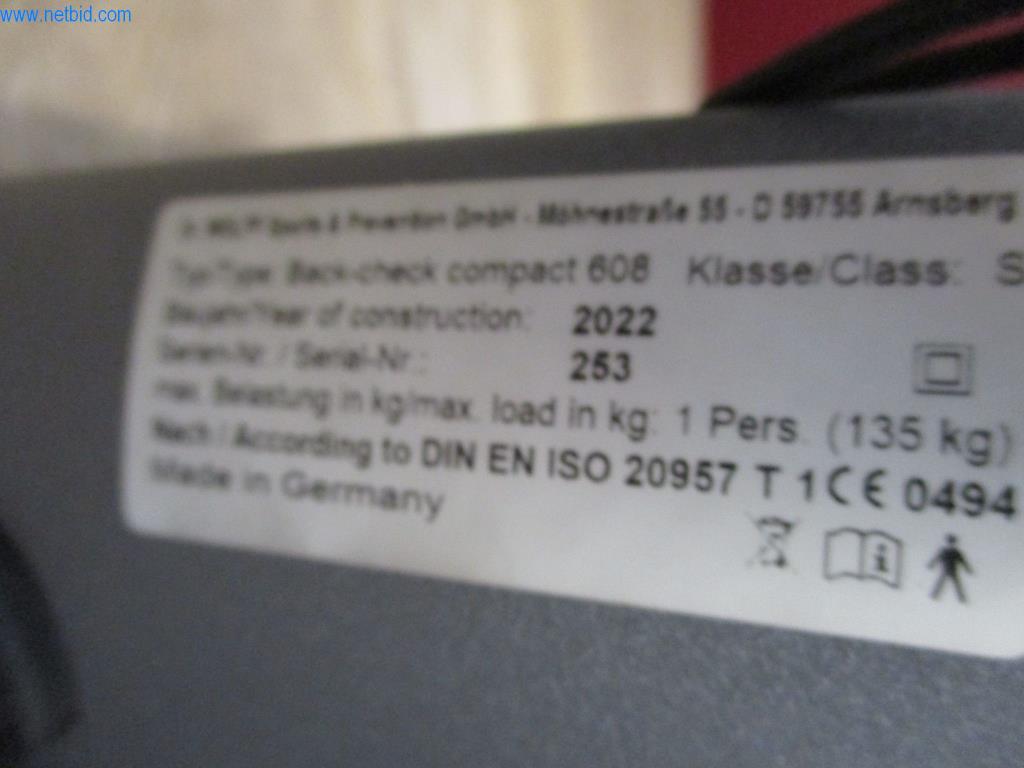 www.netbid.com
Dr. WOLFF Sports & Prevention GmbH - Möhnestraße 55 - D 59755 Arnsberg
Typ/Type: Back-check compact 608 Klasse/Class: S
Baujahr/Year of construction: 2022
Serien-Nr. / Serial-Nr.: 253
max. Belastung in kg/max. load in kg: 1 Pers. (135 kg)
Nach / According to DIN EN ISO 20957 T 1 CE 0494
Made in Germany